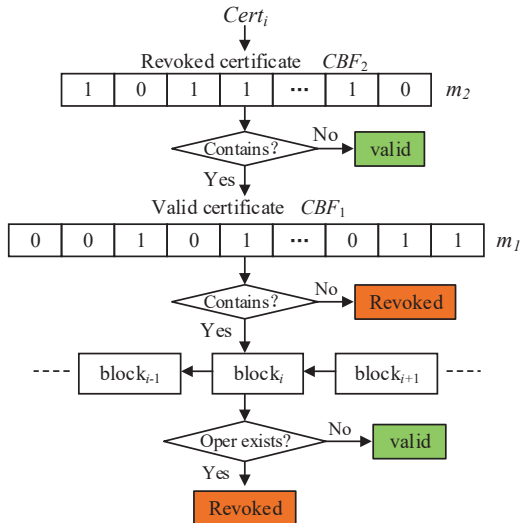 Cert_i
Revoked certificate CBF_2
1 0 1 1 ... 1 0 m_2
Contains? No valid
Yes
Valid certificate CBF_1
0 0 1 0 1 ... 0 1 1 m_1
Contains? No Revoked
Yes
block_{i-1} block_i block_{i+1}
Oper exists? No valid
Yes
Revoked